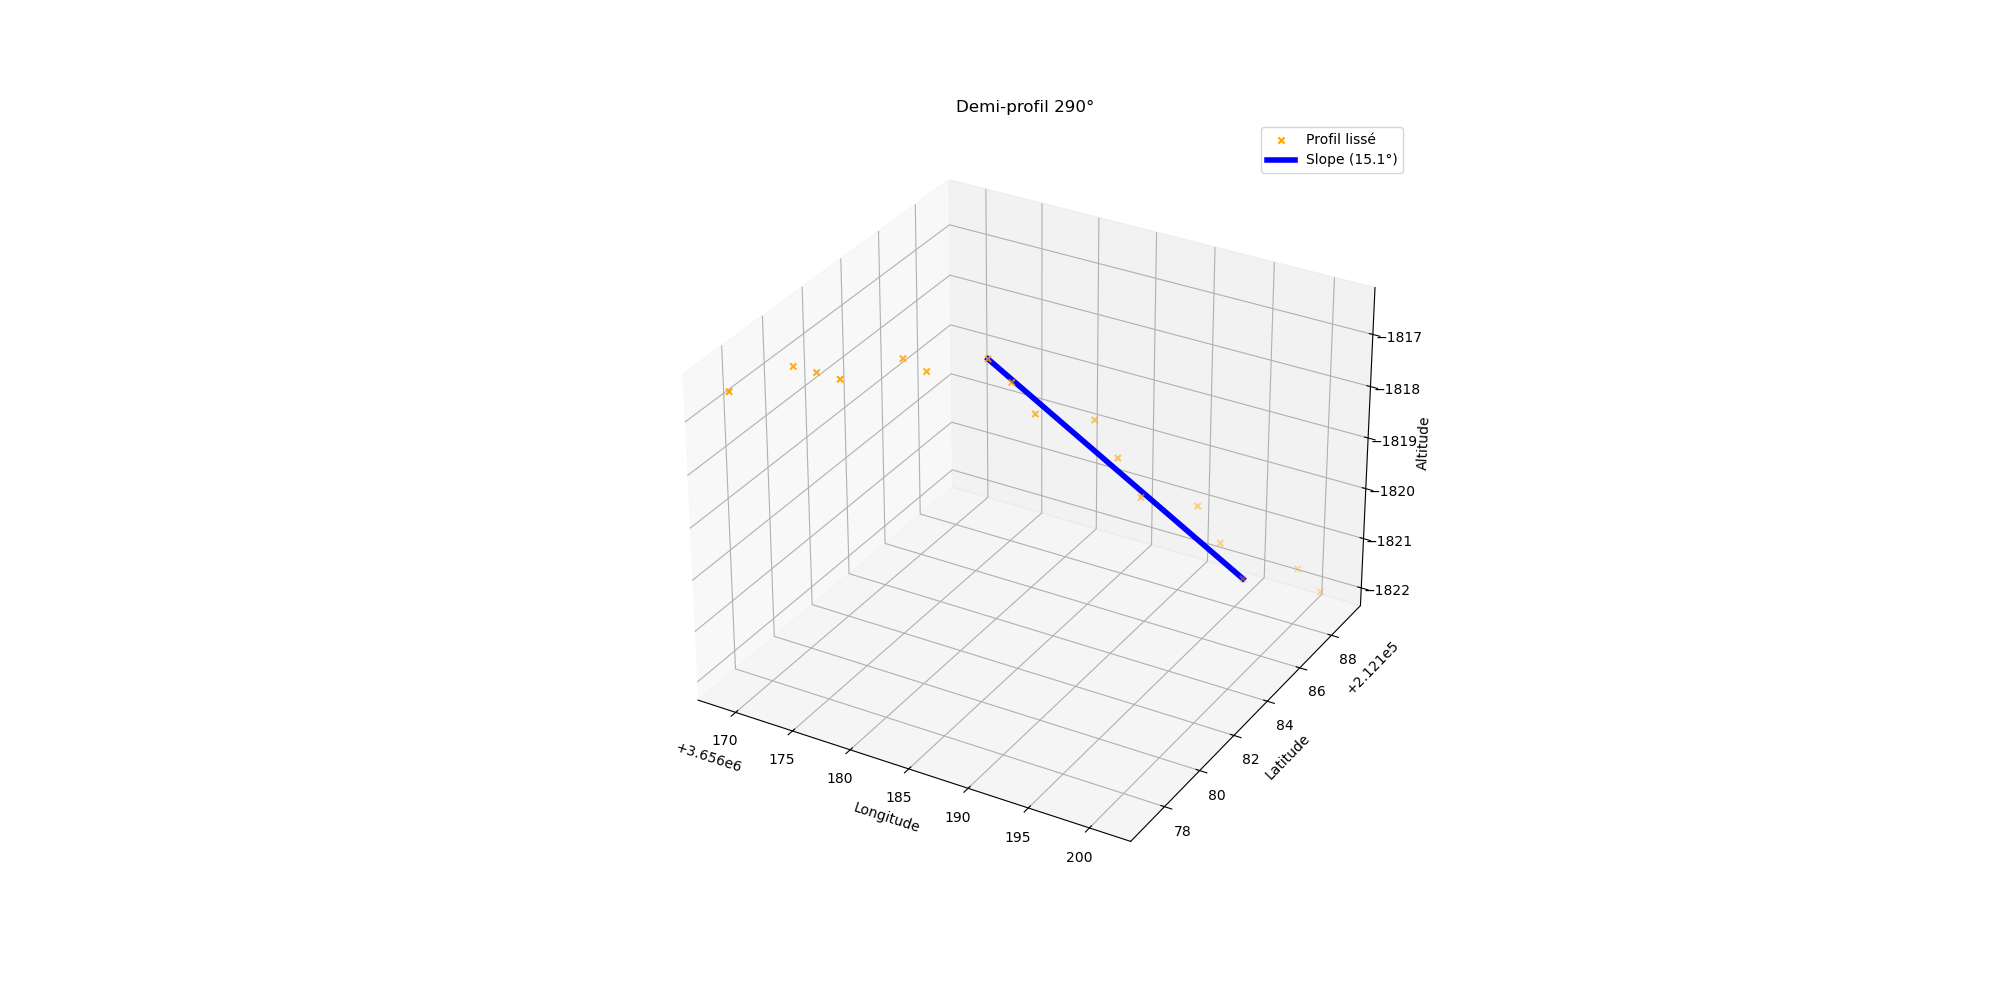 Demi-profil 290°
Profil lissé
Slope (15.1°)
−1817
−1818
−1819
−1820
−1821
−1822
Altitude
88
86
84
82
80
78
+2.121e5
Latitude
170
175
180
185
190
195
200
+3.656e6
Longitude